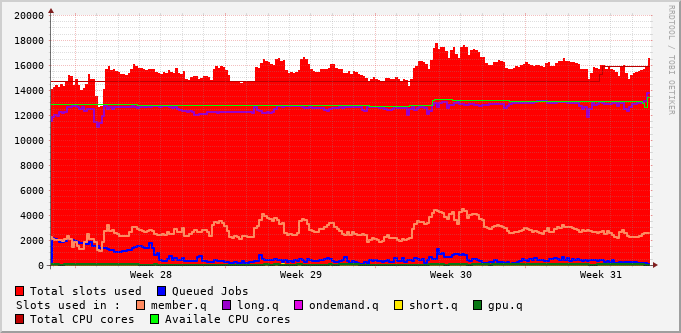 20000
18000
16000
14000
12000
10000
8000
6000
4000
2000
0
Week 28 Week 29 Week 30 Week 31
RRDTOOL / TOBI OETIKER
Total slots used Queued Jobs
Slots used in : member.q long.q ondemand.q short.q gpu.q
Total CPU cores Availale CPU cores